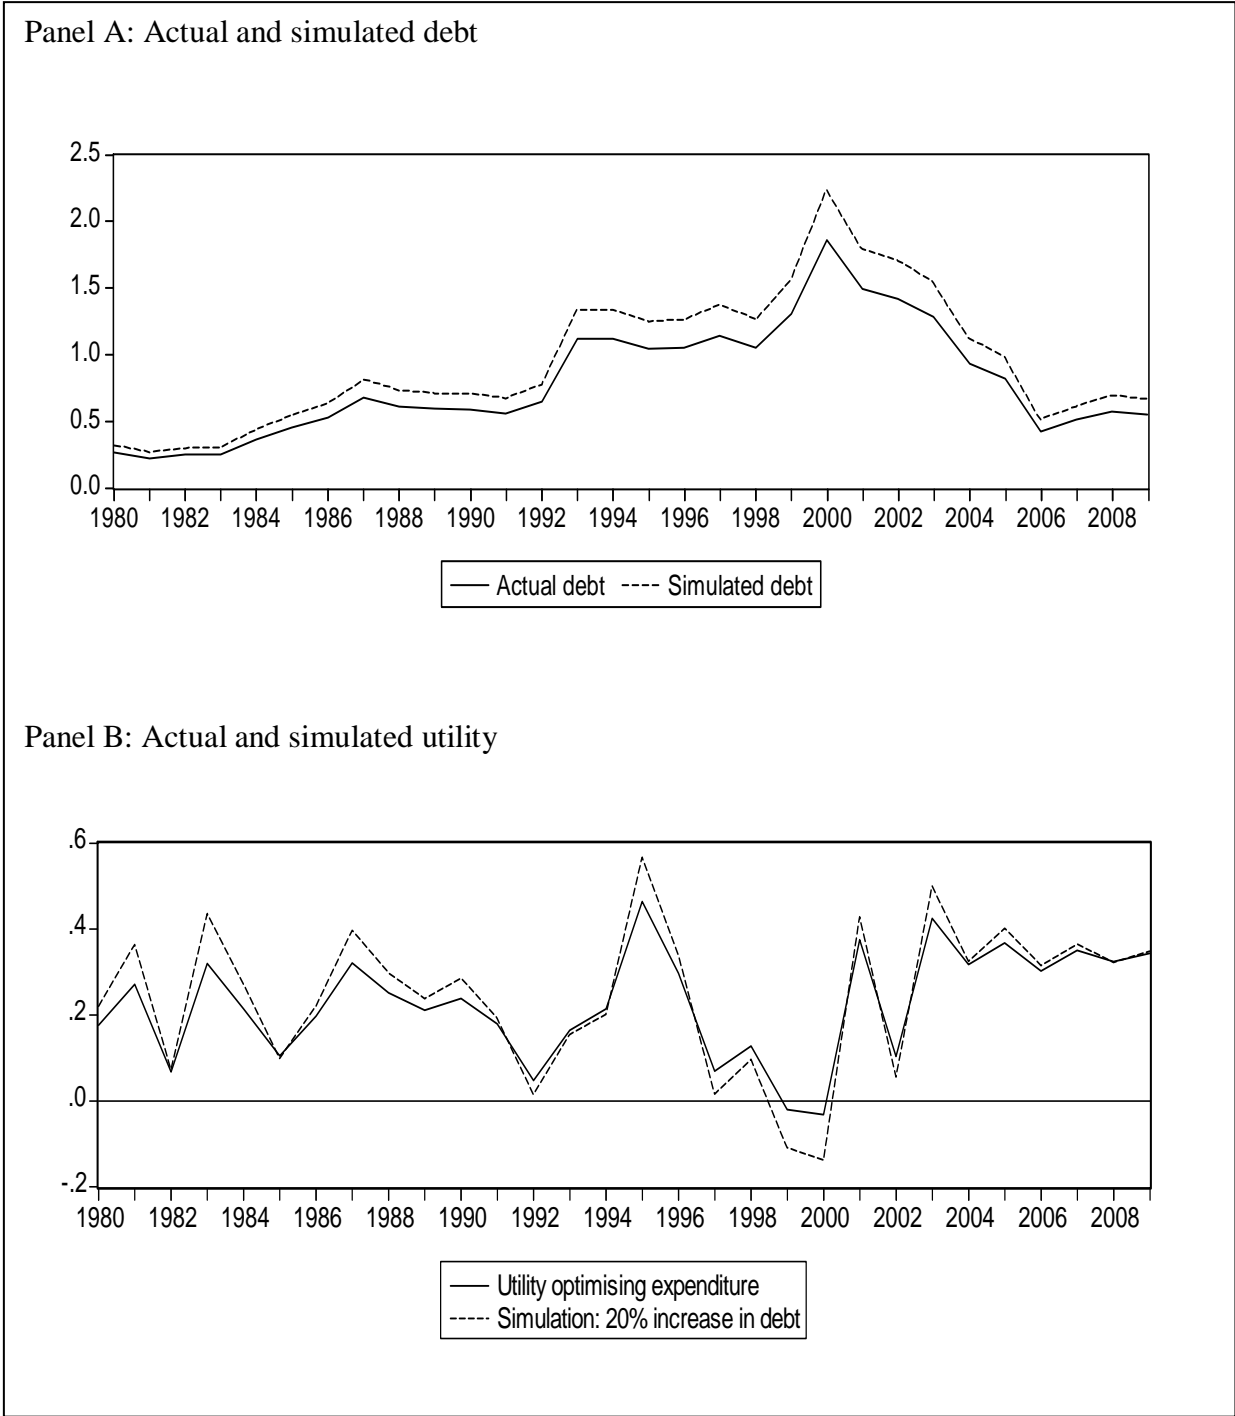 Panel A: Actual and simulated debt
2.5
2.0
1.5
1.0
0.5
0.0
1980 1982 1984 1986 1988 1990 1992 1994 1996 1998 2000 2002 2004 2006 2008
Actual debt Simulated debt
Panel B: Actual and simulated utility
.6
.4
.2
.0
-.2
1980 1982 1984 1986 1988 1990 1992 1994 1996 1998 2000 2002 2004 2006 2008
Utility optimising expenditure
Simulation: 20% increase in debt